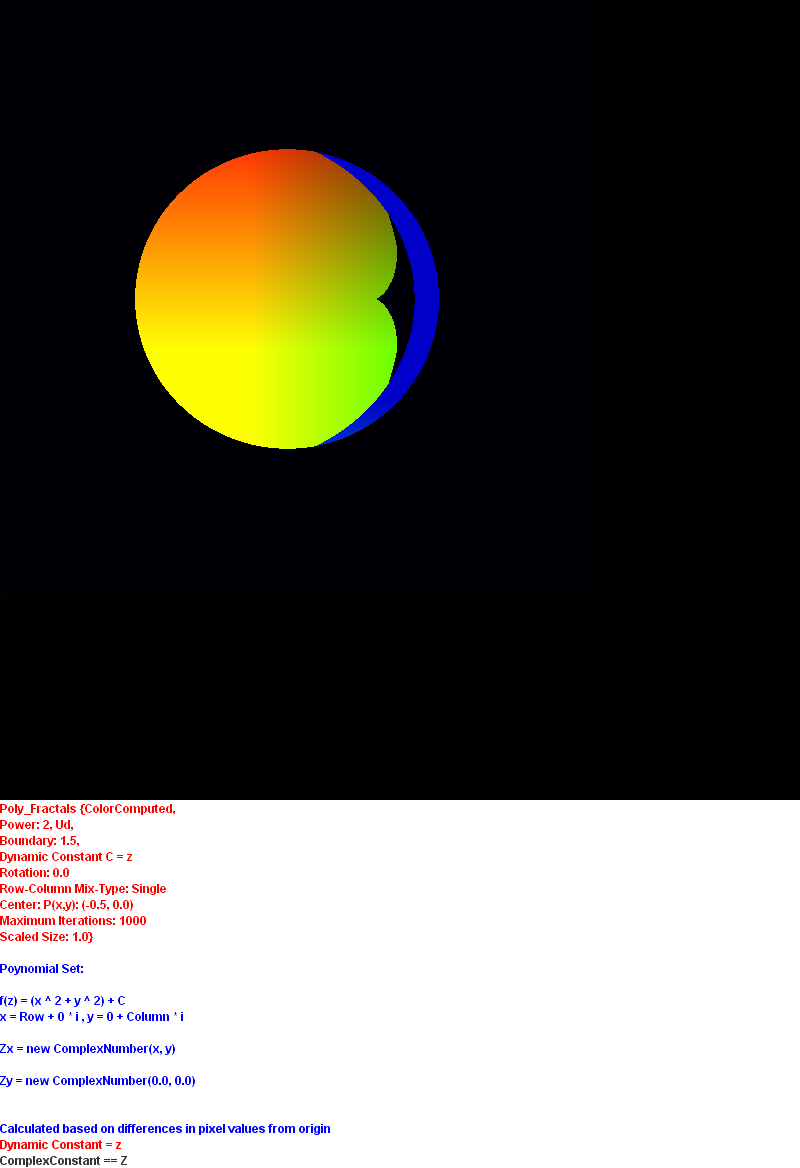 Poly_Fractals {ColorComputed,
Power: 2, Ud,
Boundary: 1.5,
Dynamic Constant C = z
Rotation: 0.0
Row-Column Mix-Type: Single
Center: P(x,y): (-0.5, 0.0)
Maximum Iterations: 1000
Scaled Size: 1.0}
Poynomial Set:
f(z) = (x ^ 2 + y ^ 2) + C
x = Row + 0 * i , y = 0 + Column * i
Zx = new ComplexNumber(x, y)
Zy = new ComplexNumber(0.0, 0.0)
Calculated based on differences in pixel values from origin
Dynamic Constant = z
ComplexConstant == Z